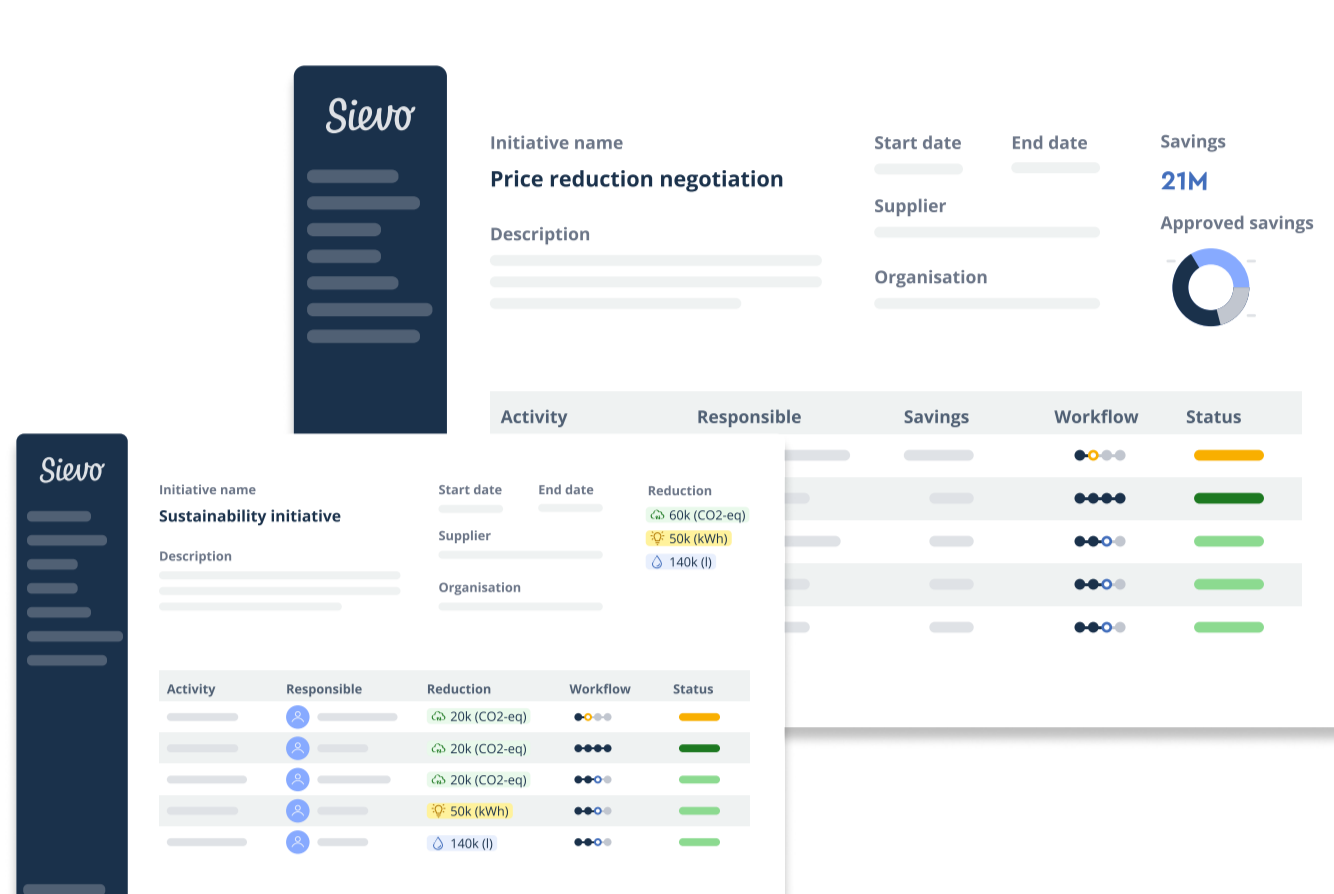 Sievo
Initiative name
Price reduction negotiation
Description
Start date
End date
Supplier
Organisation
Savings
21M
Approved savings
Activity
Responsible
Savings
Workflow
Status
Sievo
Initiative name
Sustainability initiative
Description
Start date
End date
Supplier
Organisation
Reduction
60k (CO2-eq)
50k (kWh)
140k (l)
Activity
Responsible
Reduction
Workflow
Status
20k (CO2-eq)
20k (CO2-eq)
20k (CO2-eq)
50k (kWh)
140k (l)